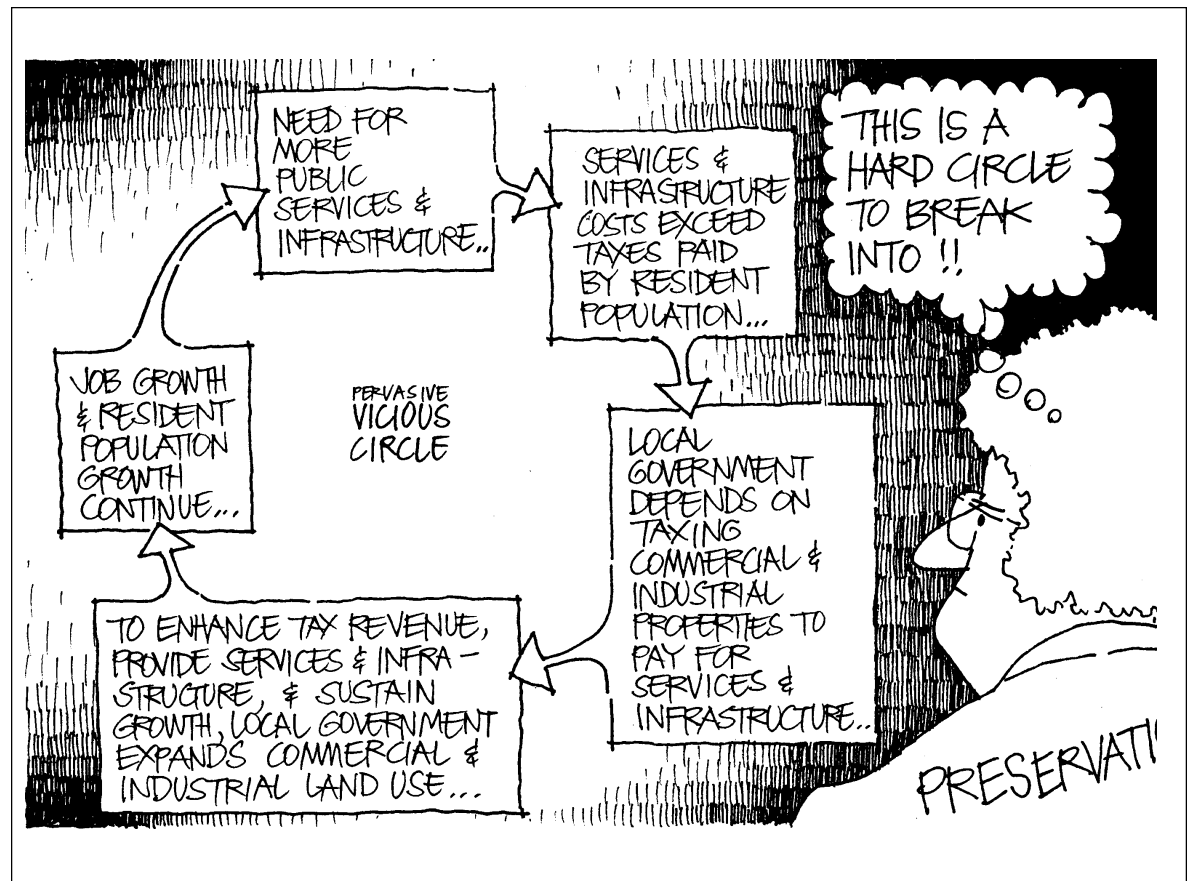 NEED FOR
MORE
PUBLIC
SERVICES &
INFRASTRUCTURE..
SERVICES &
INFRASTRUCTURE
COSTS EXCEED
TAXES PAID
BY RESIDENT
POPULATION...
THIS IS A
HARD CIRCLE
TO BREAK
INTO !!
LOCAL
GOVERNMENT
DEPENDS ON
TAXING
COMMERCIAL &
INDUSTRIAL
PROPERTIES TO
PAY FOR
SERVICES &
INFRASTRUCTURE..
TO ENHANCE TAX REVENUE,
PROVIDE SERVICES & INFRA-
STRUCTURE, & SUSTAIN
GROWTH, LOCAL GOVERNMENT
EXPANDS COMMERCIAL &
INDUSTRIAL LAND USE...
JOB GROWTH
& RESIDENT
POPULATION
GROWTH
CONTINUE...
PERVASIVE
VICIOUS
CIRCLE
PRESERVATI